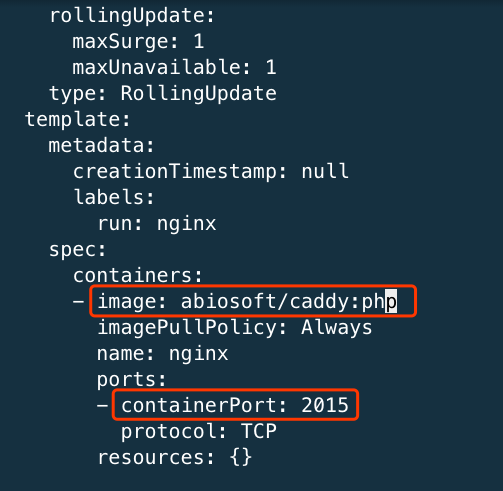 rollingUpdate:
maxSurge: 1
maxUnavailable: 1
type: RollingUpdate
template:
metadata:
creationTimestamp: null
labels:
run: nginx
spec:
containers:
- image: abiosoft/caddy:php
imagePullPolicy: Always
name: nginx
ports:
- containerPort: 2015
protocol: TCP
resources: {}